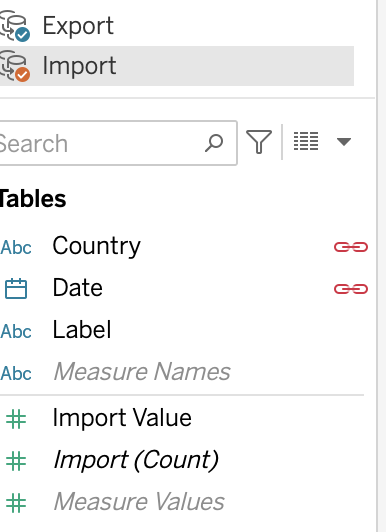 Export
Import
Search
Tables
Abc Country
Date
Abc Label
Abc Measure Names
# Import Value
# Import (Count)
# Measure Values